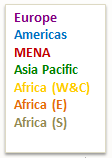 Europe
Americas
MENA
Asia Pacific
Africa (W&C)
Africa (E)
Africa (S)